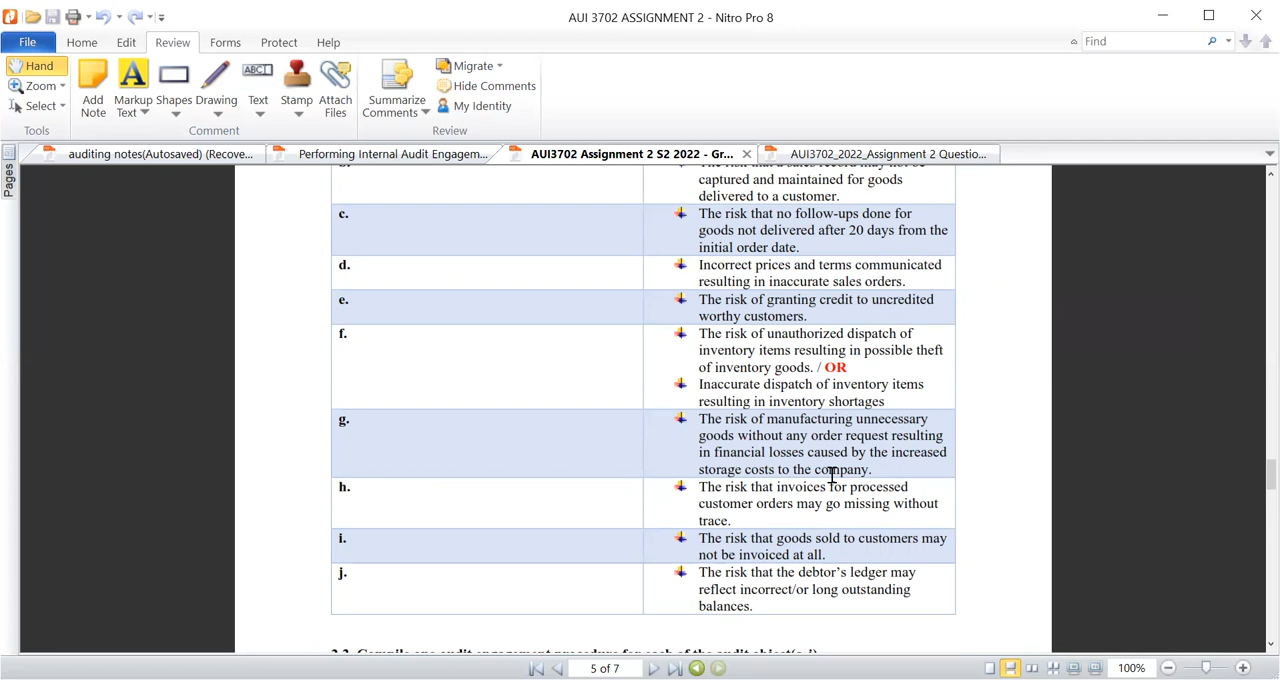 AUI 3702 ASSIGNMENT 2 - Nitro Pro 8
File Home Edit Review Forms Protect Help
Find
Hand
Zoom
Select
Tools
Add Note
Markup Text
Shapes
Drawing
ABC
Text
Stamp
Attach Files
Comment
Summarize Comments
Migrate
Hide Comments
My Identity
Review
auditing notes(Autosaved) (Recove...
Performing Internal Audit Engagem...
AUI3702 Assignment 2 S2 2022 - Gr...
AUI3702_2022_Assignment 2 Questio...
Pages
captured and maintained for goods
delivered to a customer.
c.
The risk that no follow-ups done for
goods not delivered after 20 days from the
initial order date.
d.
Incorrect prices and terms communicated
resulting in inaccurate sales orders.
e.
The risk of granting credit to uncredited
worthy customers.
f.
The risk of unauthorized dispatch of
inventory items resulting in possible theft
of inventory goods. / OR
Inaccurate dispatch of inventory items
resulting in inventory shortages
g.
The risk of manufacturing unnecessary
goods without any order request resulting
in financial losses caused by the increased
storage costs to the company.
h.
The risk that invoices for processed
customer orders may go missing without
trace.
i.
The risk that goods sold to customers may
not be invoiced at all.
j.
The risk that the debtor's ledger may
reflect incorrect/or long outstanding
balances.
5 of 7
100%